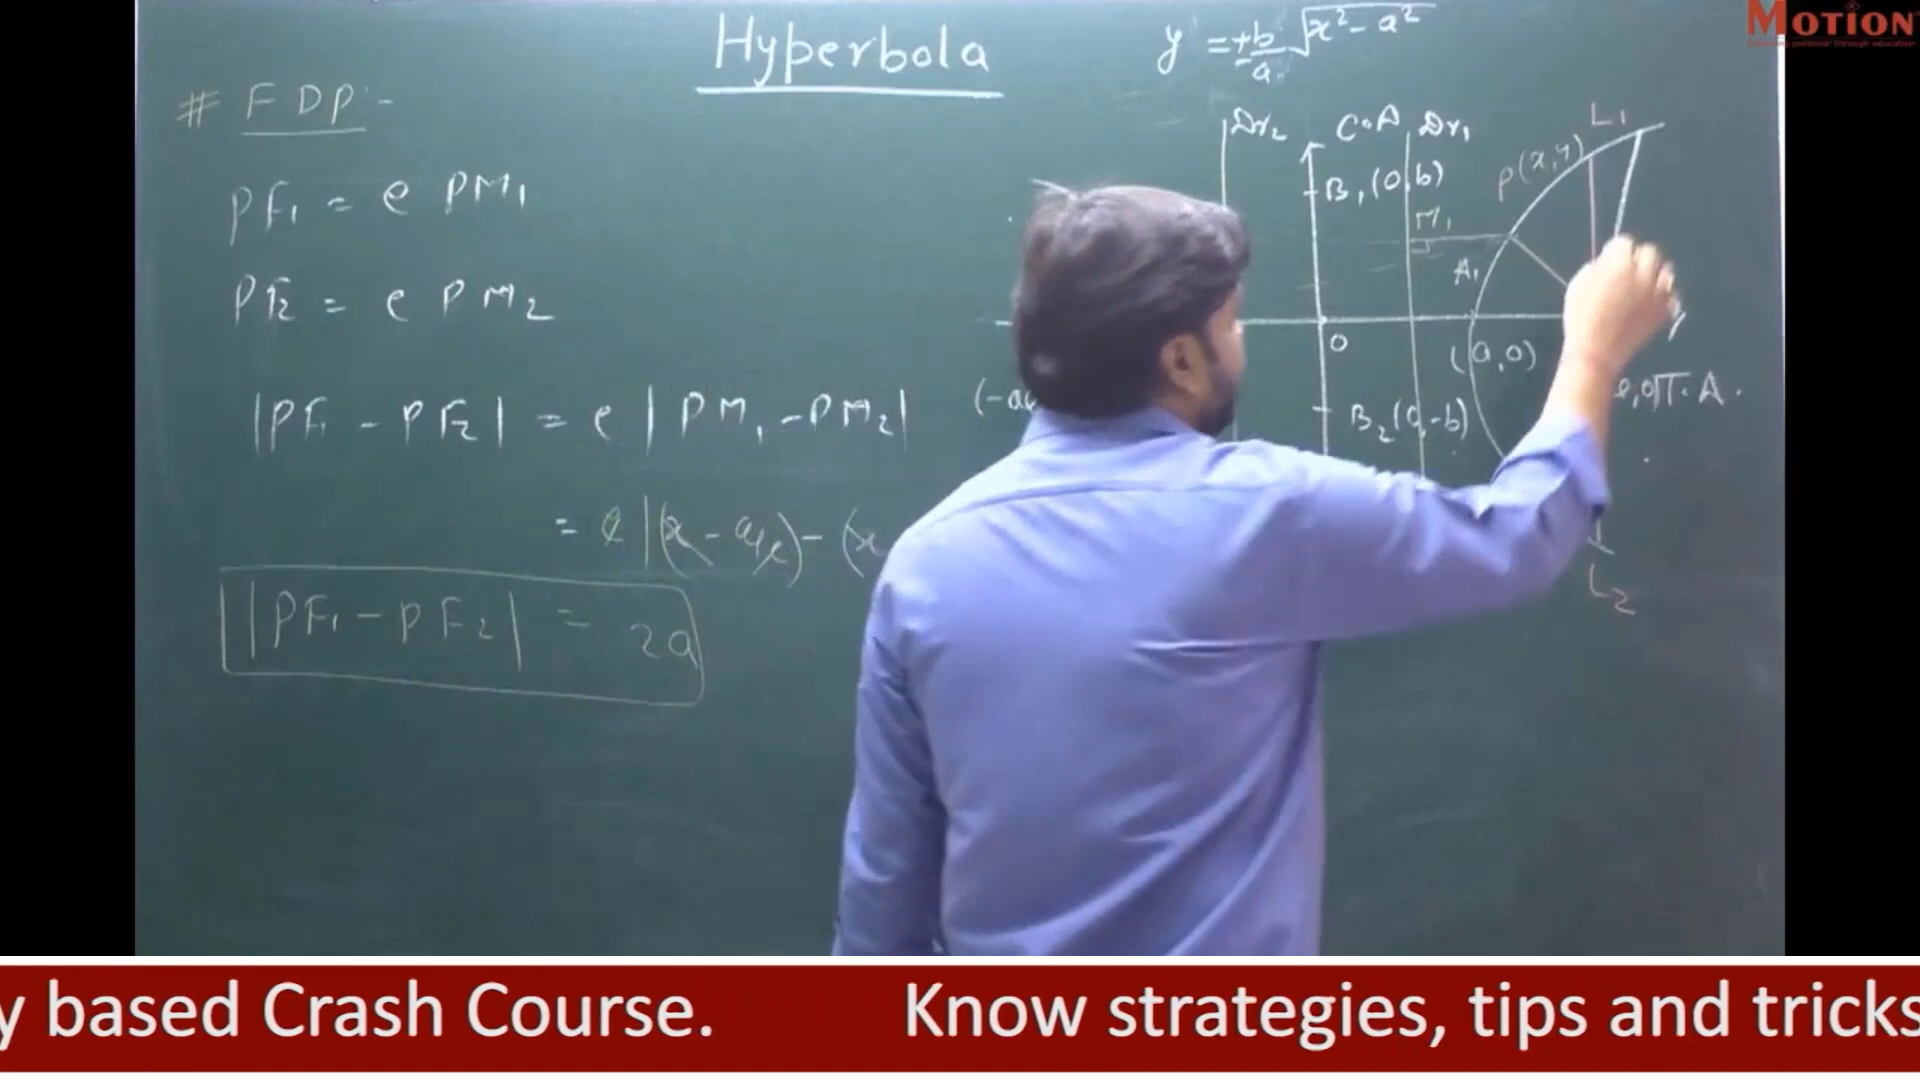 Hyperbola
y = ± b/a √x² - a²
MOTION
# FDP :-
PF₁ = e PM₁
PF₂ = e PM₂
|PF₁ - PF₂| = e | PM₁ - PM₂|
= e |(x - a/e) - (x
|PF₁ - PF₂| = 2a
Dr₂
C.A
Dr₁
L₁
B₁ (0,b)
P(x,y)
M₁
A₁
O
(a,0)
B₂(0,-b)
T.A.
L₂
y based Crash Course. Know strategies, tips and tricks